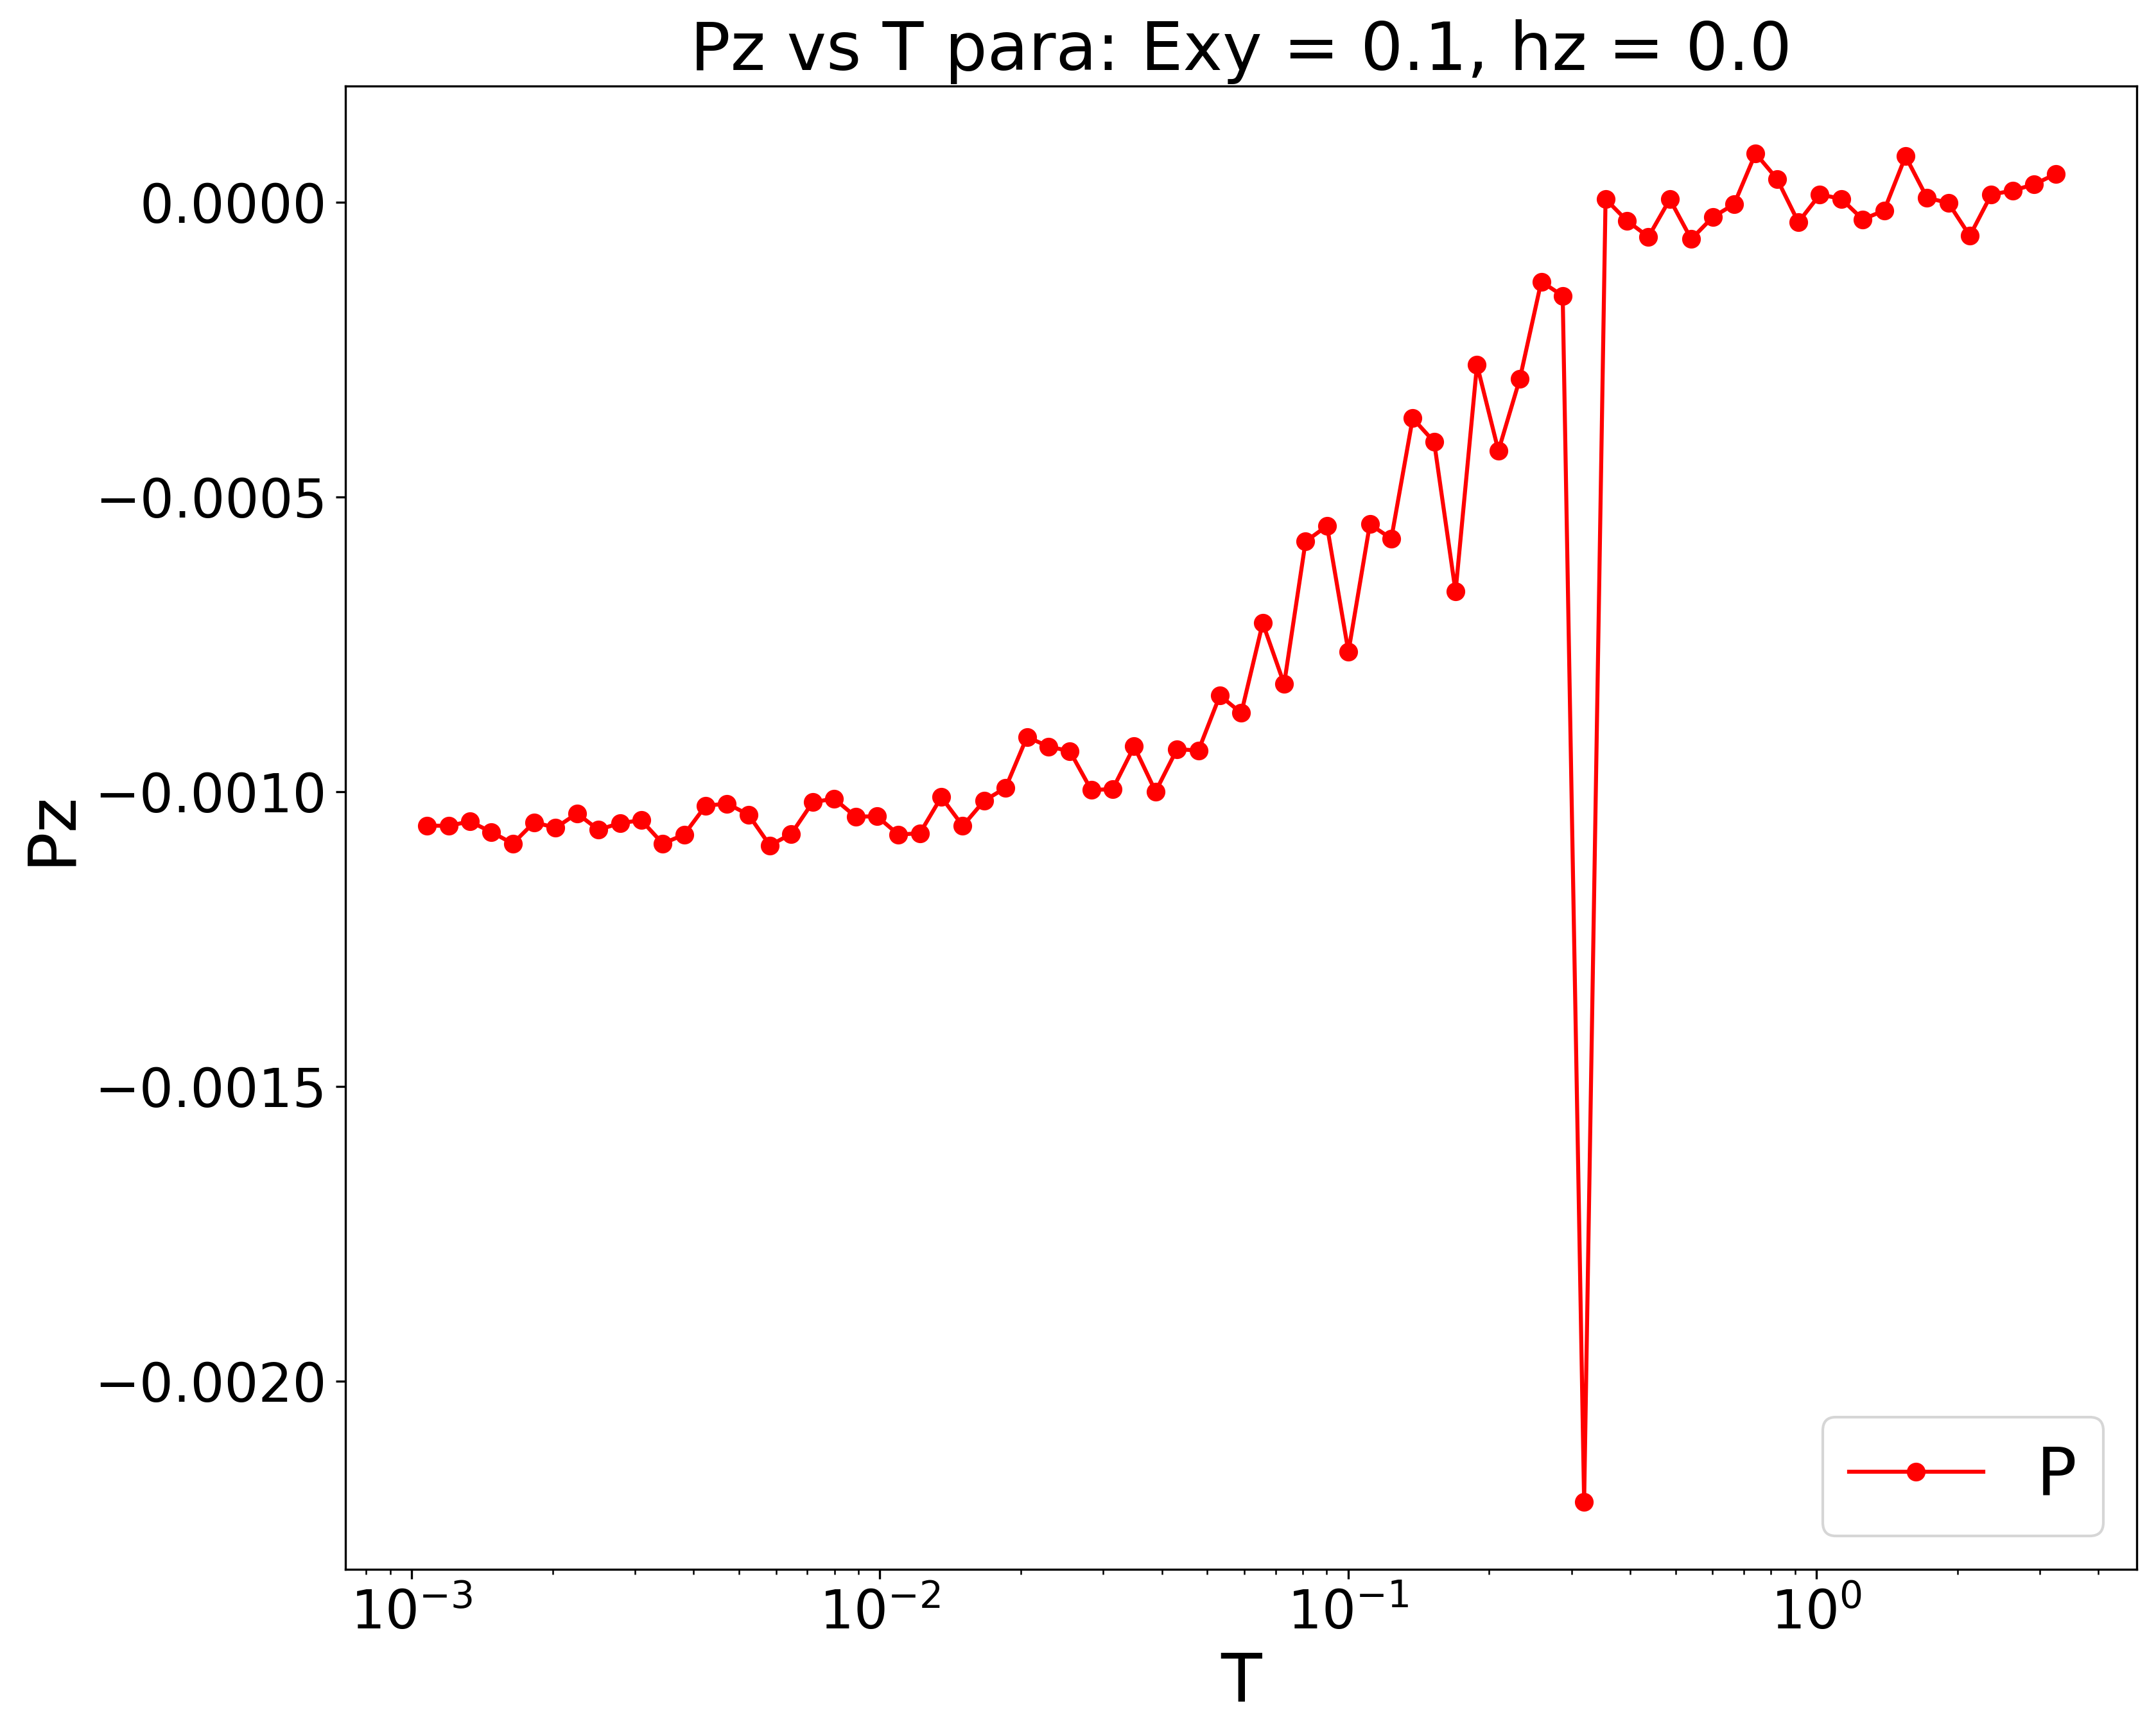 Pz vs T para: Exy = 0.1, hz = 0.0
0.0000
−0.0005
−0.0010
−0.0015
−0.0020
Pz
P
10⁻³ 10⁻² 10⁻¹ 10⁰
T